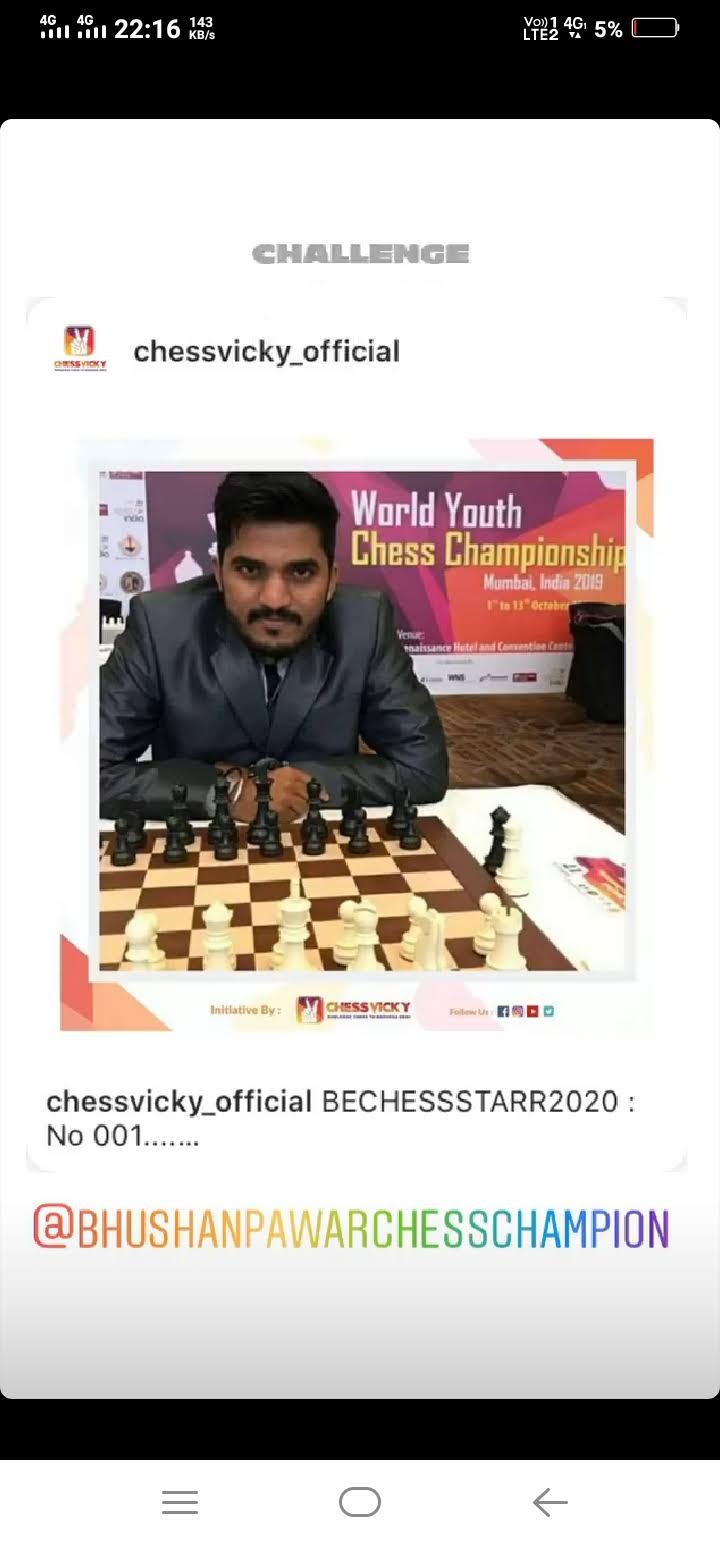 4G 4G 22:16 143 KB/s
Vo))1 4G 5%
LTE2
CHALLENGE
CHESSVICKY
chessvicky_official
World Youth
Chess Championship
Mumbai, India 2019
1st to 13th October
Venue:
enaissance Hotel and Convention Cent
WNS
Initiative By :
CHESSVICKY
Follow Us :
chessvicky_official BECHESSSTARR2020 :
No 001.......
@BHUSHANPAWARCHESSCHAMPION